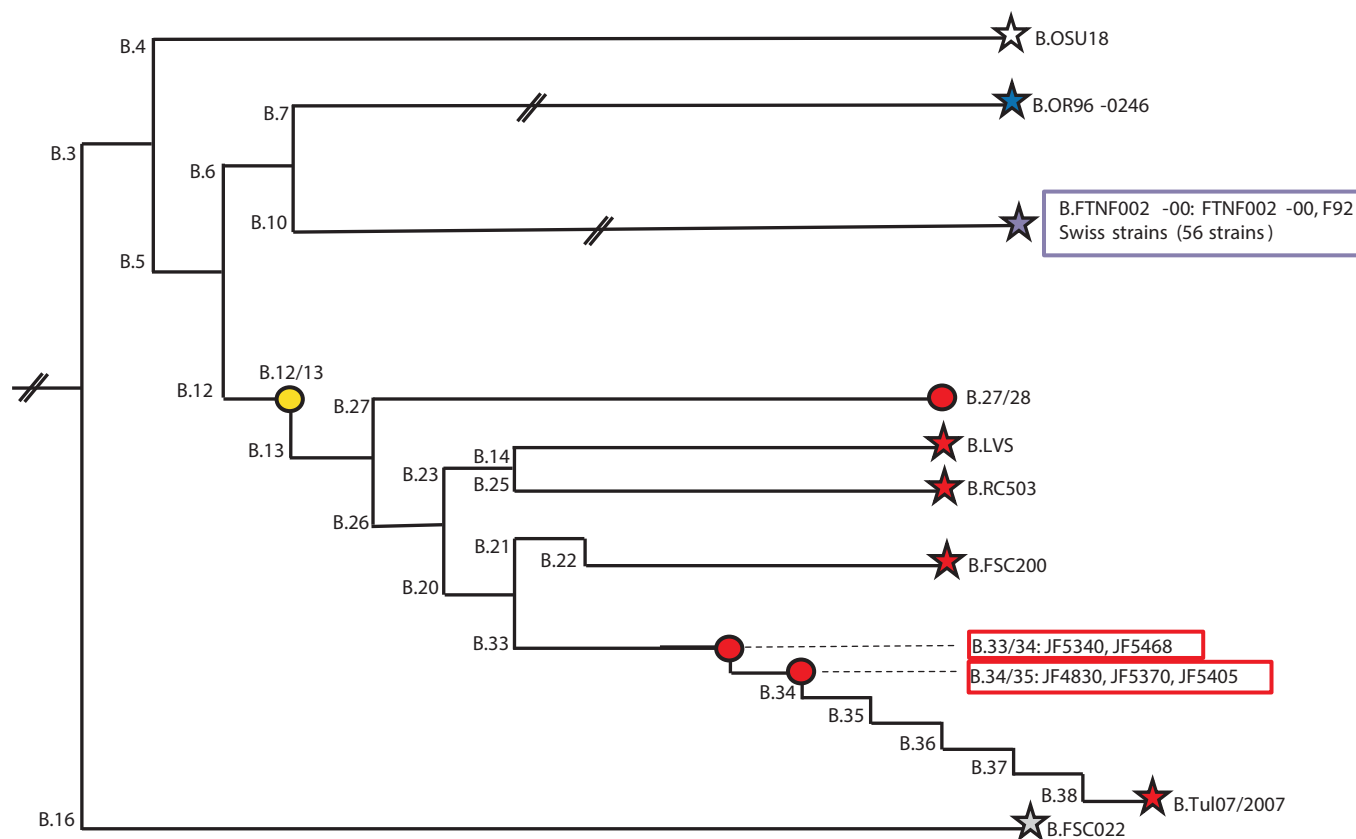 B.4
B.OSU18
B.7
B.OR96 -0246
B.3
B.6
B.10
B.FTNF002 -00: FTNF002 -00, F92
Swiss strains (56 strains)
B.5
B.12/13
B.12
B.27
B.27/28
B.13
B.14
B.LVS
B.23
B.25
B.RC503
B.26
B.21
B.22
B.FSC200
B.20
B.33
B.33/34: JF5340, JF5468
B.34/35: JF4830, JF5370, JF5405
B.34
B.35
B.36
B.37
B.38
B.Tul07/2007
B.16
B.FSC022